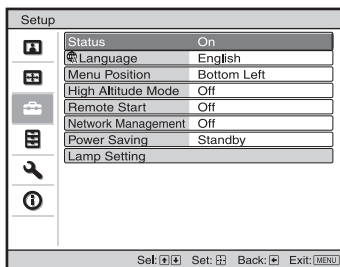 Setup
Status On
Language English
Menu Position Bottom Left
High Altitude Mode Off
Remote Start Off
Network Management Off
Power Saving Standby
Lamp Setting
Sel: Set: Back: Exit: MENU